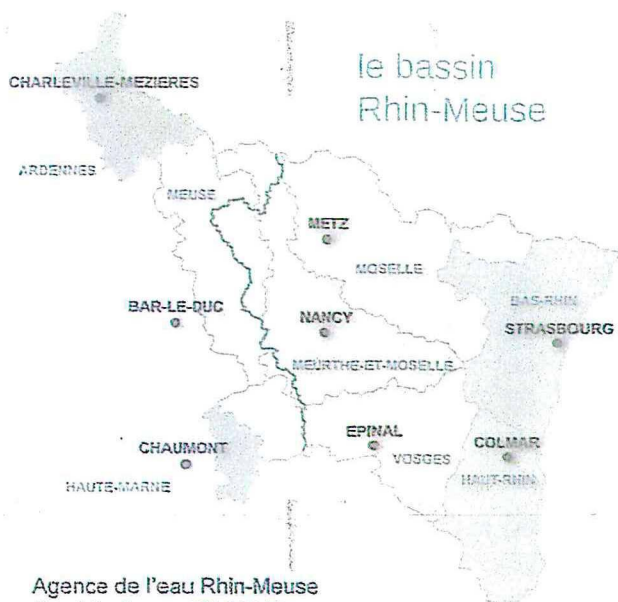 le bassin
Rhin-Meuse
CHARLEVILLE-MEZIERES
ARDENNES
MEUSE
METZ
MOSELLE
BAS-RHIN
BAR-LE-DUC
NANCY
STRASBOURG
MEURTHE-ET-MOSELLE
EPINAL
CHAUMONT
VOSGES
COLMAR
HAUTE-MARNE
HAUT-RHIN
Agence de l'eau Rhin-Meuse